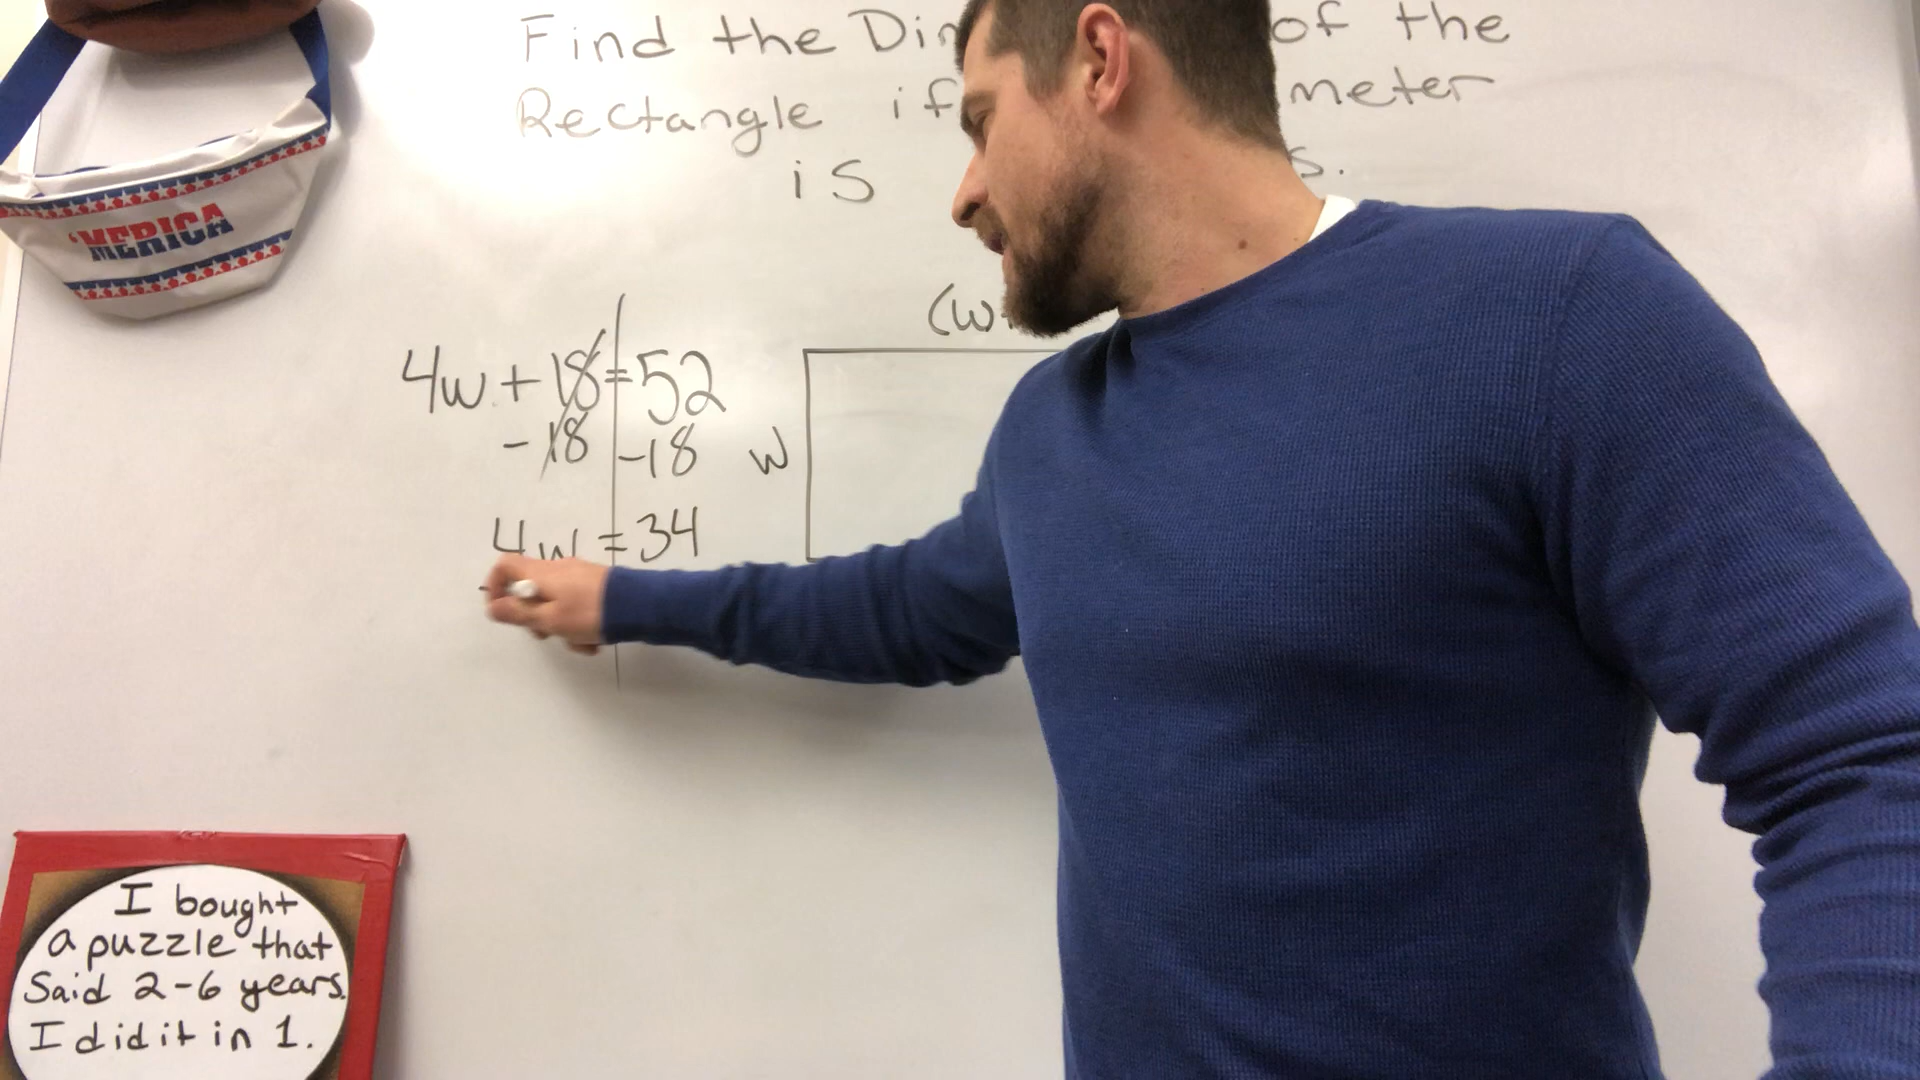 Find the Din of the
Rectangle if meter
is s.
'MERICA
(w
4w + 18 = 52
- 18 -18
w
4w = 34
I bought
a puzzle that
Said 2-6 years.
I did it in 1.